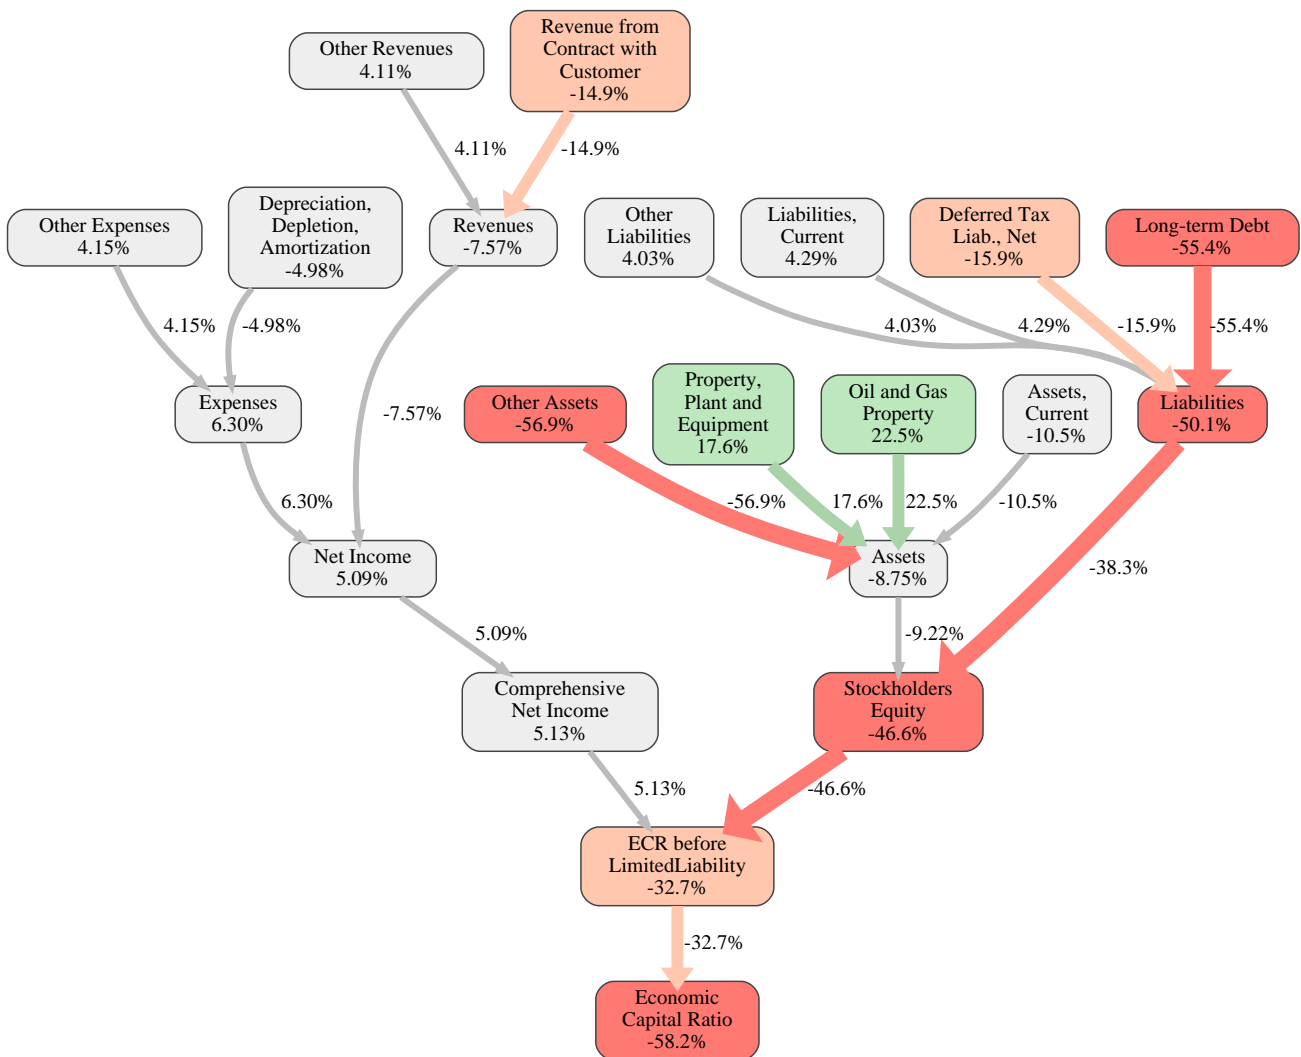 Other Revenues
4.11%
Revenue from
Contract with
Customer
-14.9%
4.11%
-14.9%
Other Expenses
4.15%
Depreciation,
Depletion,
Amortization
-4.98%
Revenues
-7.57%
Other
Liabilities
4.03%
Liabilities,
Current
4.29%
Deferred Tax
Liab., Net
-15.9%
Long-term Debt
-55.4%
4.15%
-4.98%
4.03%
4.29%
-15.9%
-55.4%
Expenses
6.30%
-7.57%
Other Assets
-56.9%
Property,
Plant and
Equipment
17.6%
Oil and Gas
Property
22.5%
Assets,
Current
-10.5%
Liabilities
-50.1%
6.30%
-56.9%
17.6%
22.5%
-10.5%
Net Income
5.09%
Assets
-8.75%
-38.3%
5.09%
-9.22%
Comprehensive
Net Income
5.13%
Stockholders
Equity
-46.6%
5.13%
-46.6%
ECR before
LimitedLiability
-32.7%
-32.7%
Economic
Capital Ratio
-58.2%